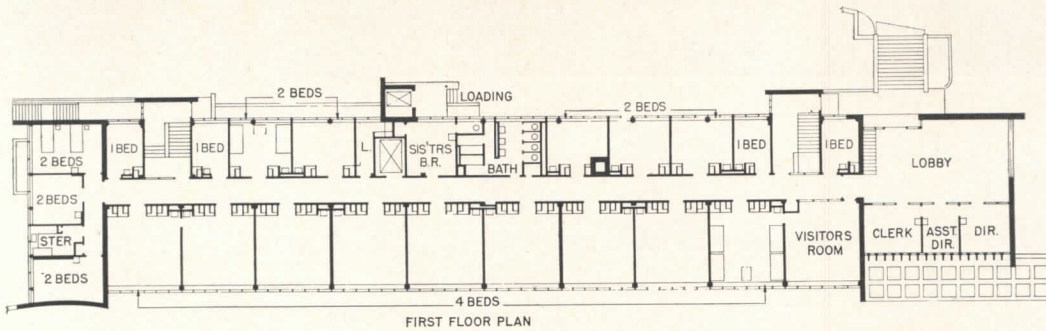 2 BEDS
LOADING
2 BEDS
2 BEDS
1 BED
1 BED
L.
SIS'TRS
B.R.
BATH
1 BED
1 BED
LOBBY
2 BEDS
STER
2 BEDS
VISITORS
ROOM
CLERK
ASST.
DIR.
DIR.
4 BEDS
FIRST FLOOR PLAN